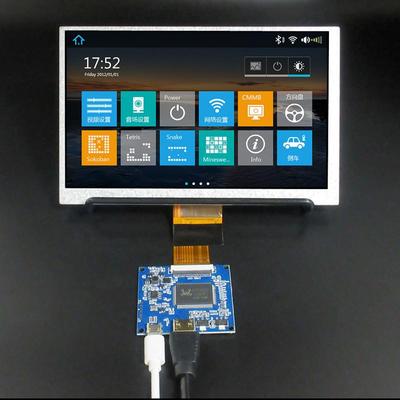 17:52
Friday 2012/01/01
视频设置
音场设置
Power
网络设置
CMMB
方向盘
Sokoban
Tetris
Snake
Mineswe...
Info
倒车